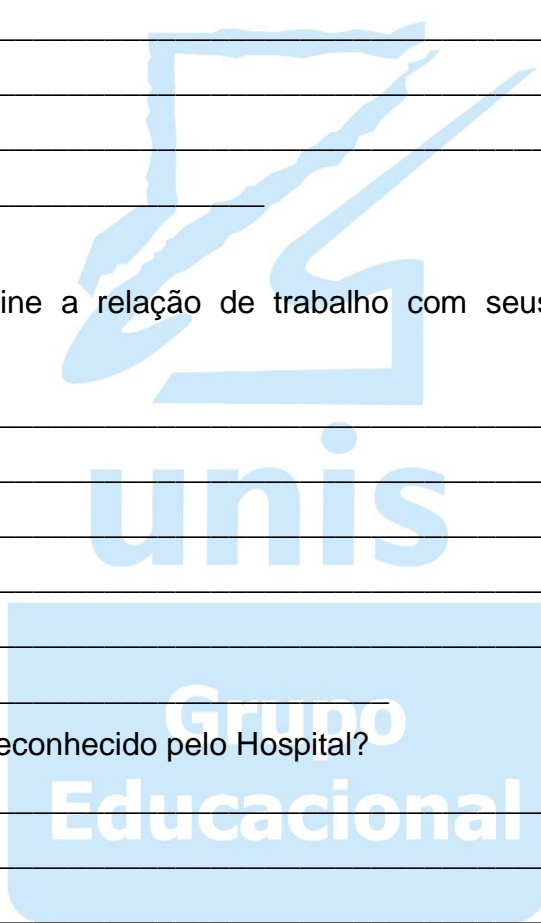 ine a relação de trabalho com seus
unis
econhecido pelo Hospital?
Grupo
Educacional